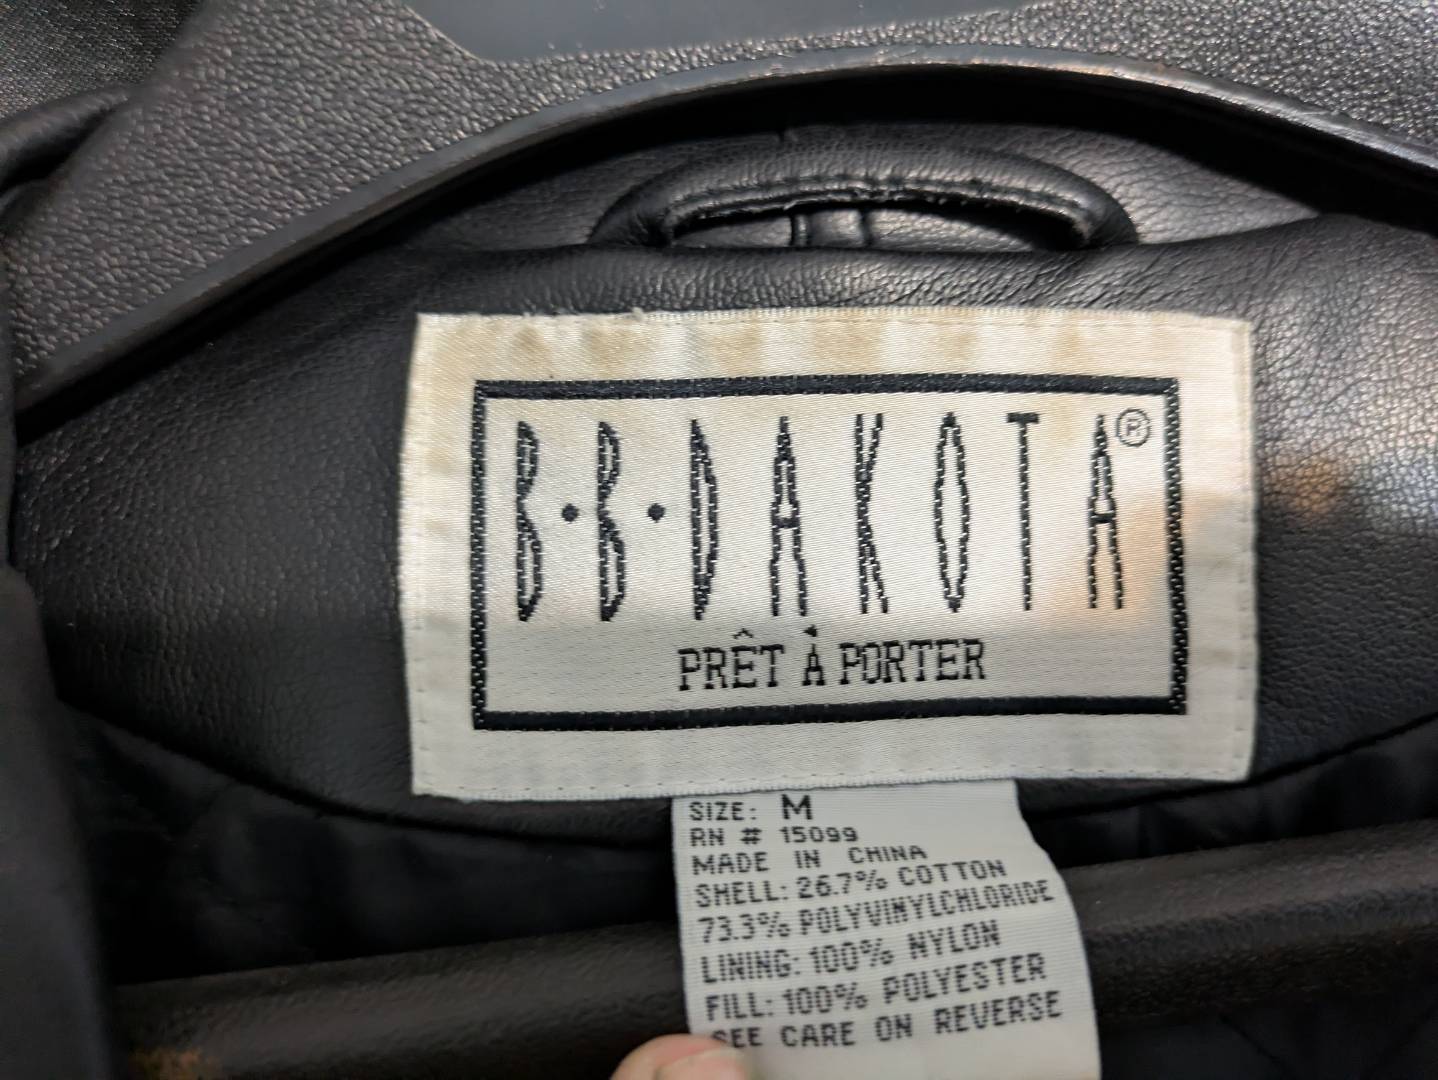 B·B·DAKOTA®
PRÊT À PORTER
SIZE: M
RN # 15099
MADE IN CHINA
SHELL: 26.7% COTTON
73.3% POLYVINYLCHLORIDE
LINING: 100% NYLON
FILL: 100% POLYESTER
SEE CARE ON REVERSE